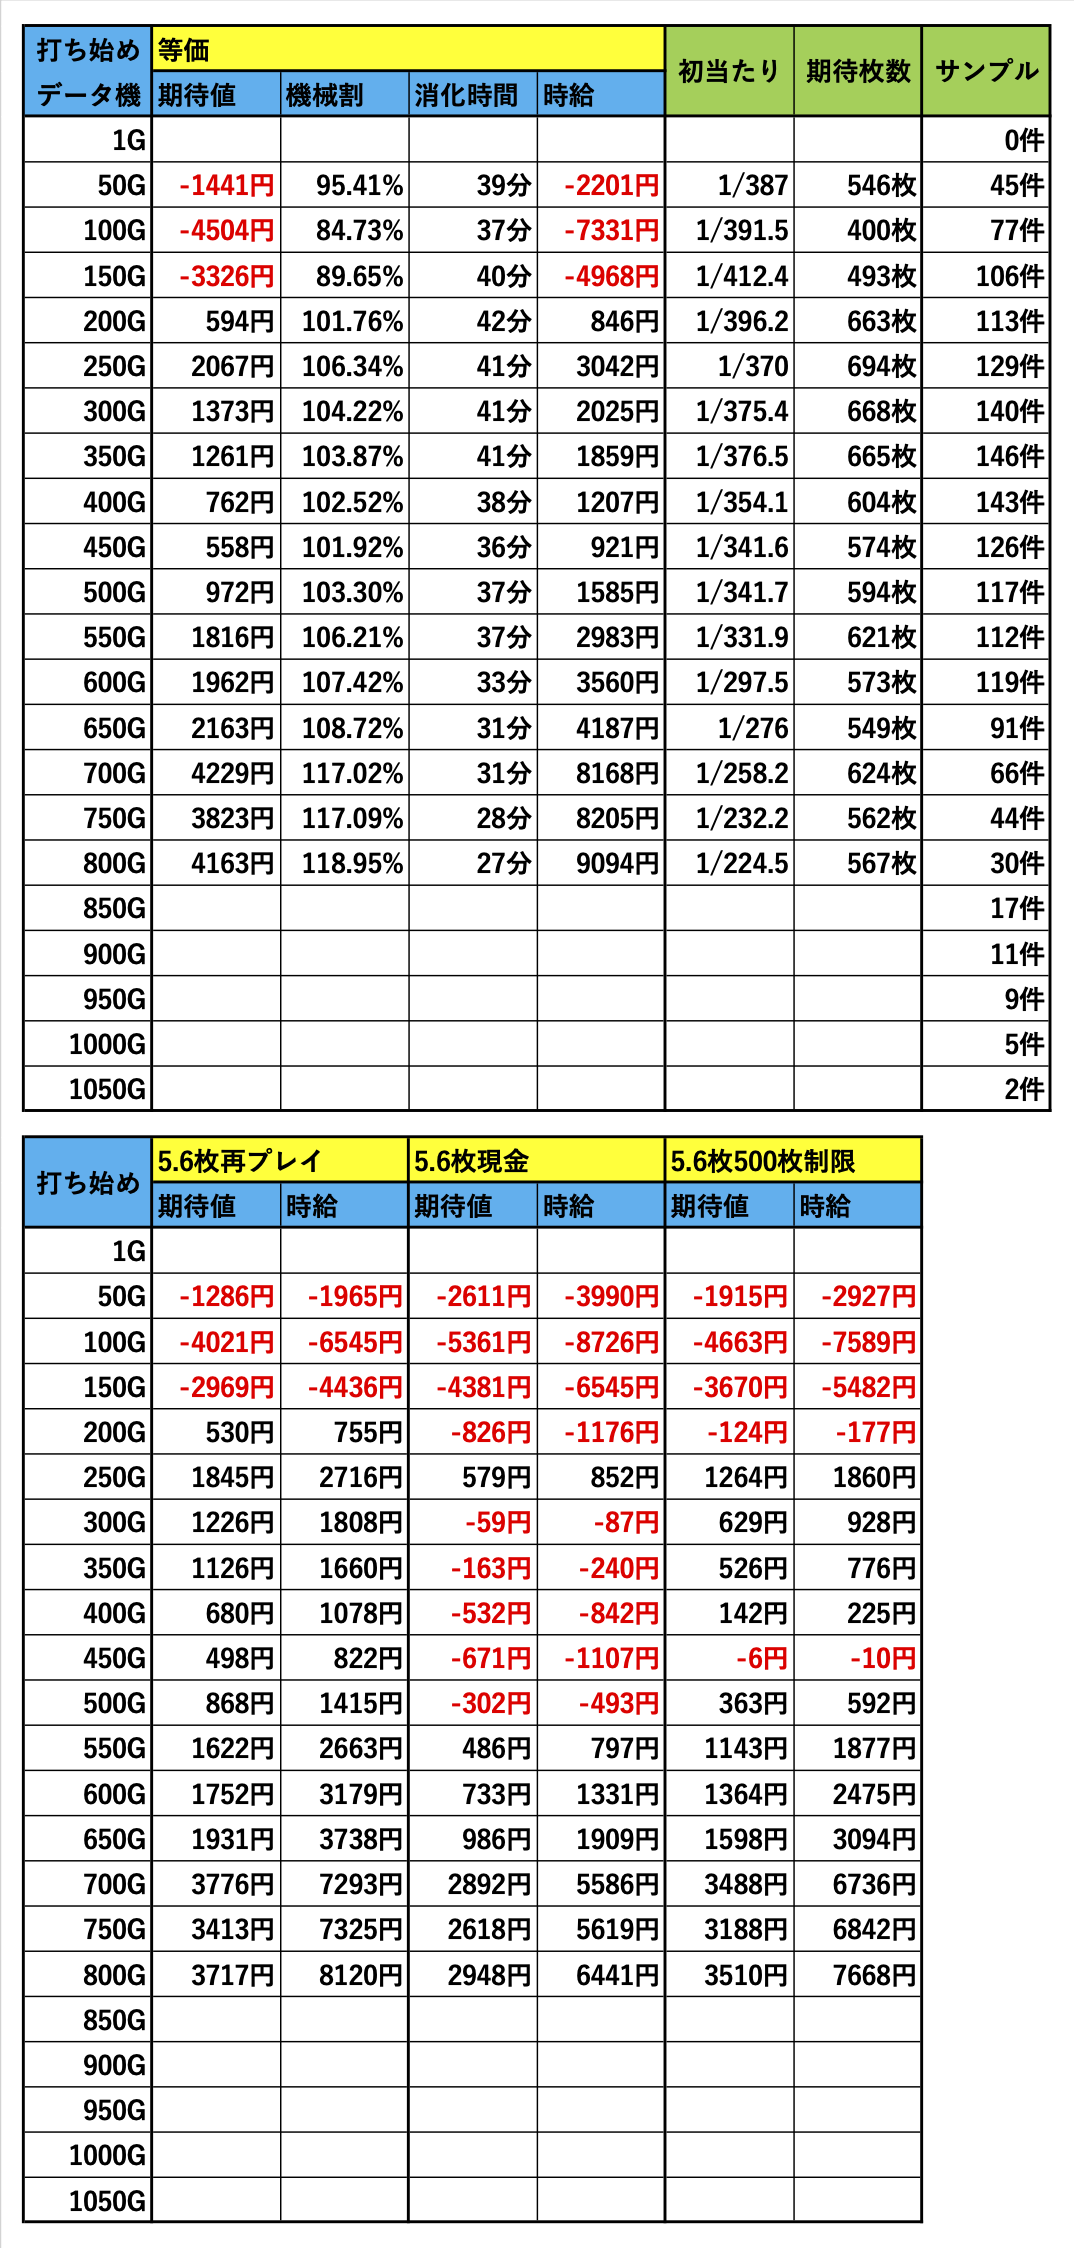 打ち始め 等価 初当たり 期待枚数 サンプル
データ機 期待値 機械割 消化時間 時給
1G 0件
50G -1441円 95.41% 39分 -2201円 1/387 546枚 45件
100G -4504円 84.73% 37分 -7331円 1/391.5 400枚 77件
150G -3326円 89.65% 40分 -4968円 1/412.4 493枚 106件
200G 594円 101.76% 42分 846円 1/396.2 663枚 113件
250G 2067円 106.34% 41分 3042円 1/370 694枚 129件
300G 1373円 104.22% 41分 2025円 1/375.4 668枚 140件
350G 1261円 103.87% 41分 1859円 1/376.5 665枚 146件
400G 762円 102.52% 38分 1207円 1/354.1 604枚 143件
450G 558円 101.92% 36分 921円 1/341.6 574枚 126件
500G 972円 103.30% 37分 1585円 1/341.7 594枚 117件
550G 1816円 106.21% 37分 2983円 1/331.9 621枚 112件
600G 1962円 107.42% 33分 3560円 1/297.5 573枚 119件
650G 2163円 108.72% 31分 4187円 1/276 549枚 91件
700G 4229円 117.02% 31分 8168円 1/258.2 624枚 66件
750G 3823円 117.09% 28分 8205円 1/232.2 562枚 44件
800G 4163円 118.95% 27分 9094円 1/224.5 567枚 30件
850G 17件
900G 11件
950G 9件
1000G 5件
1050G 2件
打ち始め 5.6枚再プレイ 5.6枚現金 5.6枚500枚制限
期待値 時給 期待値 時給 期待値 時給
1G
50G -1286円 -1965円 -2611円 -3990円 -1915円 -2927円
100G -4021円 -6545円 -5361円 -8726円 -4663円 -7589円
150G -2969円 -4436円 -4381円 -6545円 -3670円 -5482円
200G 530円 755円 -826円 -1176円 -124円 -177円
250G 1845円 2716円 579円 852円 1264円 1860円
300G 1226円 1808円 -59円 -87円 629円 928円
350G 1126円 1660円 -163円 -240円 526円 776円
400G 680円 1078円 -532円 -842円 142円 225円
450G 498円 822円 -671円 -1107円 -6円 -10円
500G 868円 1415円 -302円 -493円 363円 592円
550G 1622円 2663円 486円 797円 1143円 1877円
600G 1752円 3179円 733円 1331円 1364円 2475円
650G 1931円 3738円 986円 1909円 1598円 3094円
700G 3776円 7293円 2892円 5586円 3488円 6736円
750G 3413円 7325円 2618円 5619円 3188円 6842円
800G 3717円 8120円 2948円 6441円 3510円 7668円
850G
900G
950G
1000G
1050G